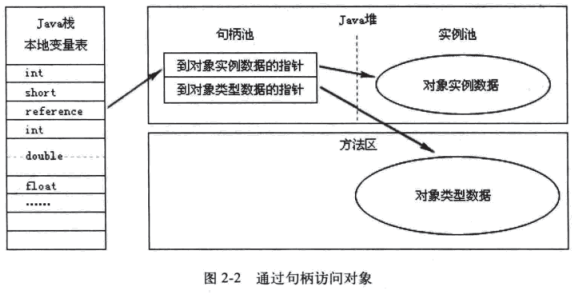 Java栈
本地变量表
int
short
reference
int
double
float
……
Java堆
句柄池
实例池
到对象实例数据的指针
到对象类型数据的指针
对象实例数据
方法区
对象类型数据
图 2-2 通过句柄访问对象